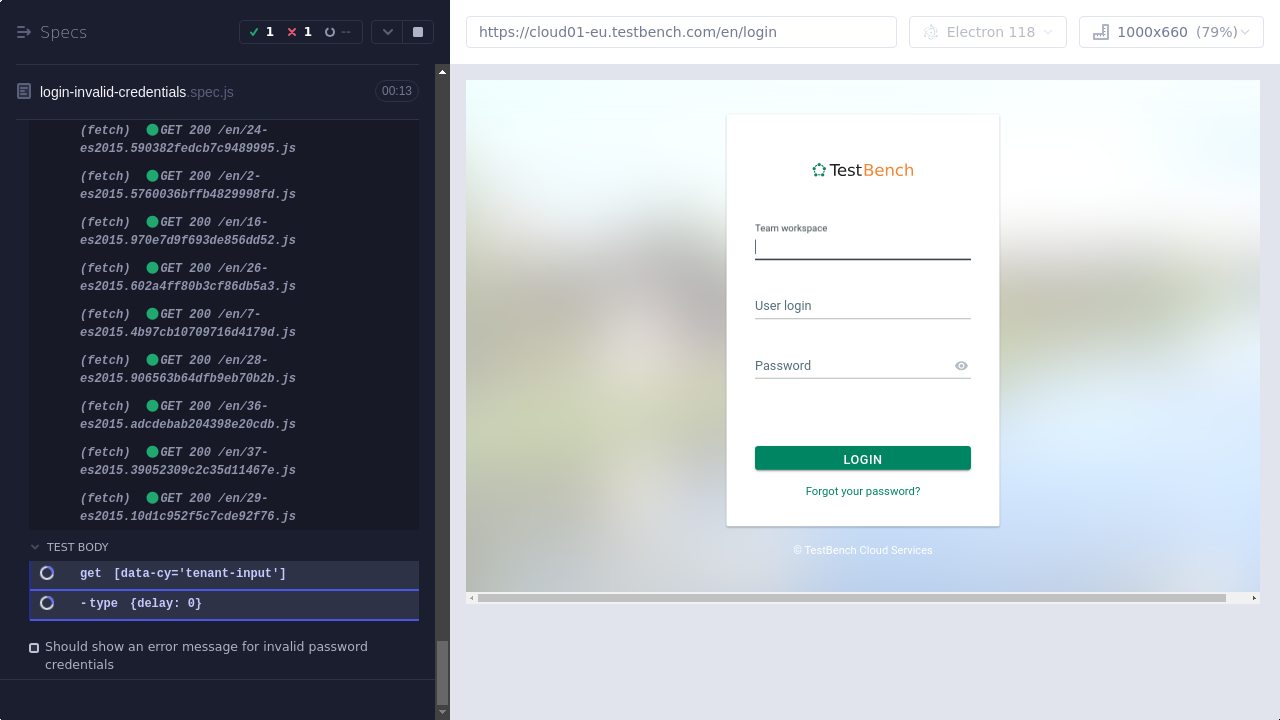 Specs
1
1
--
https://cloud01-eu.testbench.com/en/login
Electron 118
1000x660 (79%)
login-invalid-credentials.spec.js
00:13
(fetch) GET 200 /en/24-
es2015.590382fedcb7c9489995.js
(fetch) GET 200 /en/2-
es2015.5760036bffb4829998fd.js
(fetch) GET 200 /en/16-
es2015.970e7d9f693de856dd52.js
(fetch) GET 200 /en/26-
es2015.602a4ff80b3cf86db5a3.js
(fetch) GET 200 /en/7-
es2015.4b97cb10709716d4179d.js
(fetch) GET 200 /en/28-
es2015.906563b64dfb9eb70b2b.js
(fetch) GET 200 /en/36-
es2015.adcdebab204398e20cdb.js
(fetch) GET 200 /en/37-
es2015.39052309c2c35d11467e.js
(fetch) GET 200 /en/29-
es2015.10d1c952f5c7cde92f76.js
TEST BODY
get [data-cy='tenant-input']
-type {delay: 0}
Should show an error message for invalid password
credentials
TestBench
Team workspace
User login
Password
LOGIN
Forgot your password?
© TestBench Cloud Services